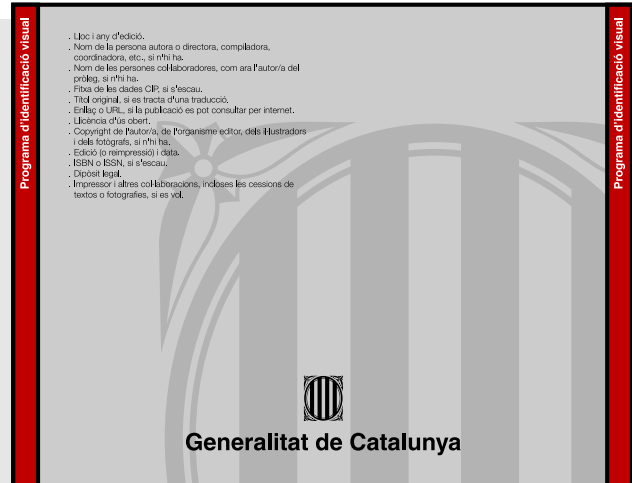 Programa d'identificació visual
. Lloc i any d'edició.
. Nom de la persona autora o directora, compiladora,
coordinadora, etc., si n'hi ha.
. Nom de les persones col·laboradores, com ara l'autor/a del
pròleg, si n'hi ha.
. Fitxa de les dades CIP, si s'escau.
. Títol original, si es tracta d'una traducció.
. Enllaç o URL, si la publicació es pot consultar per internet.
. Llicència d'ús obert.
. Copyright de l'autor/a, de l'organisme editor, dels il·lustradors
i dels fotògrafs, si n'hi ha.
. Edició (o reimpressió) i data.
. ISBN o ISSN, si s'escau.
. Dipòsit legal.
. Impressor i altres col·laboracions, incloses les cessions de
textos o fotografies, si es vol.
Generalitat de Catalunya
Programa d'identificació visual